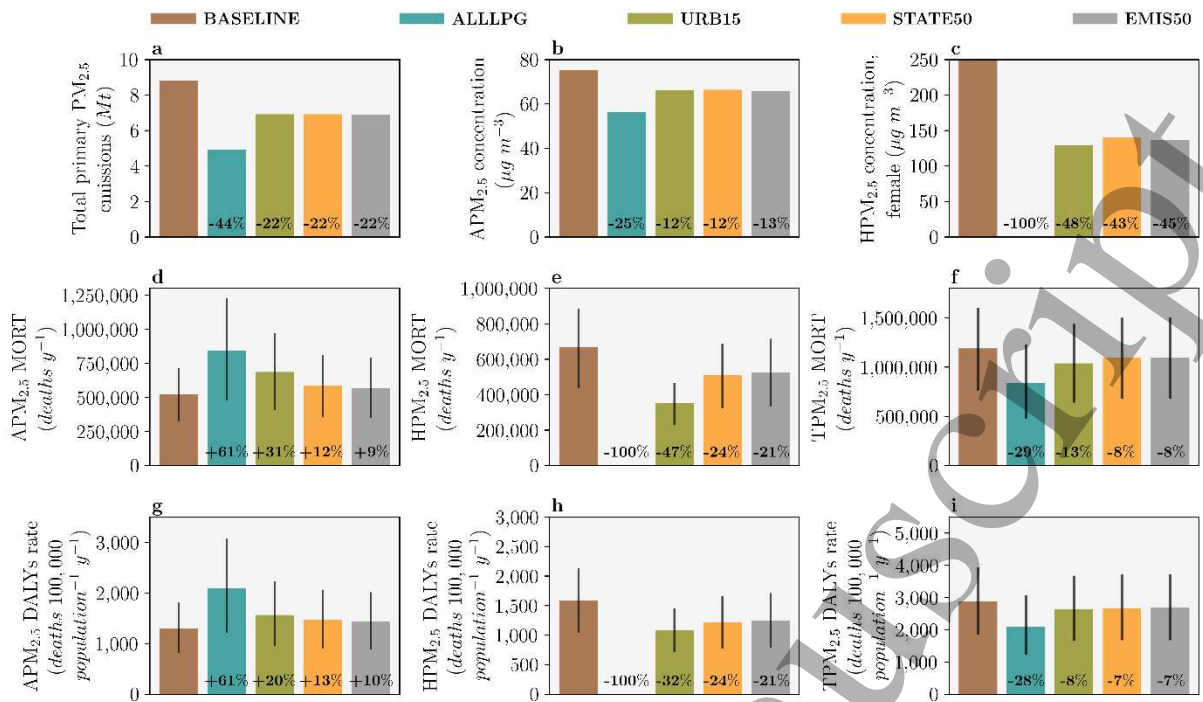 BASELINE ALLLPG URB15 STATE50 EMIS50
a
Total primary PM2.5
emissions (Mt)
10
8
6
4
2
0
-44% -22% -22% -22%
b
APM2.5 concentration
(μg m−3)
80
60
40
20
0
-25% -12% -12% -13%
c
HPM2.5 concentration,
female (μg m 3)
250
200
150
100
50
0
-100% -48% -43% -45%
d
APM2.5 MORT
(deaths y−1)
1,250,000
1,000,000
750,000
500,000
250,000
0
+61% +31% +12% +9%
e
HPM2.5 MORT
(deaths y−1)
1,000,000
800,000
600,000
400,000
200,000
0
-100% -47% -24% -21%
f
TPM2.5 MORT
(deaths y−1)
1,500,000
1,000,000
500,000
0
-29% -13% -8% -8%
g
APM2.5 DALYs rate
(deaths 100,000
population−1 y−1)
3,000
2,000
1,000
0
+61% +20% +13% +10%
h
HPM2.5 DALYs rate
(deaths 100,000
population−1 y−1)
3,000
2,500
2,000
1,500
1,000
500
0
-100% -32% -24% -21%
i
TPM2.5 DALYs rate
(deaths 100,000
population−1 y−1)
5,000
4,000
3,000
2,000
1,000
0
-28% -8% -7% -7%
uscript